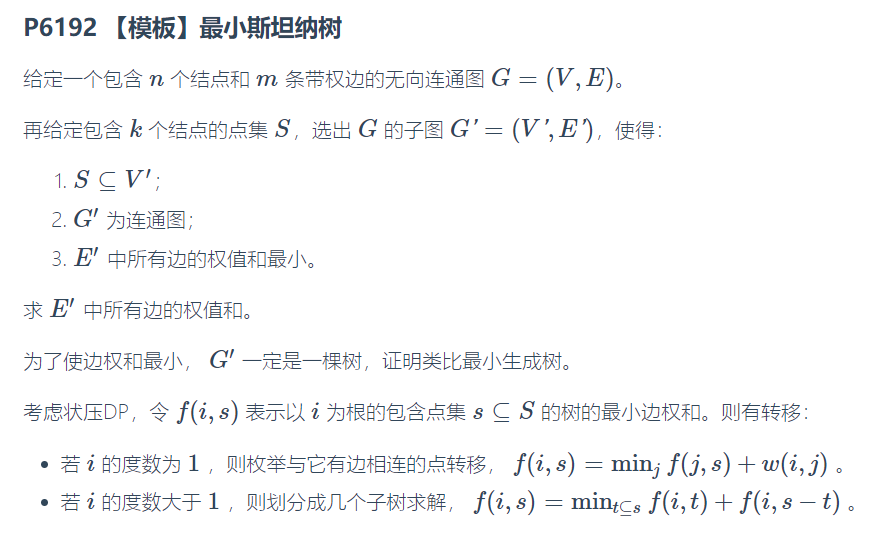 P6192 【模板】最小斯坦纳树
给定一个包含 n 个结点和 m 条带权边的无向连通图 G = (V, E)。
再给定包含 k 个结点的点集 S，选出 G 的子图 G' = (V', E')，使得：
1. S ⊆ V'；
2. G' 为连通图；
3. E' 中所有边的权值和最小。
求 E' 中所有边的权值和。
为了使边权和最小， G' 一定是一棵树，证明类比最小生成树。
考虑状压DP，令 f(i, s) 表示以 i 为根的包含点集 s ⊆ S 的树的最小边权和。则有转移：
• 若 i 的度数为 1 ，则枚举与它有边相连的点转移， f(i, s) = min_j f(j, s) + w(i, j) 。
• 若 i 的度数大于 1 ，则划分成几个子树求解， f(i, s) = min_{t⊆s} f(i, t) + f(i, s − t) 。